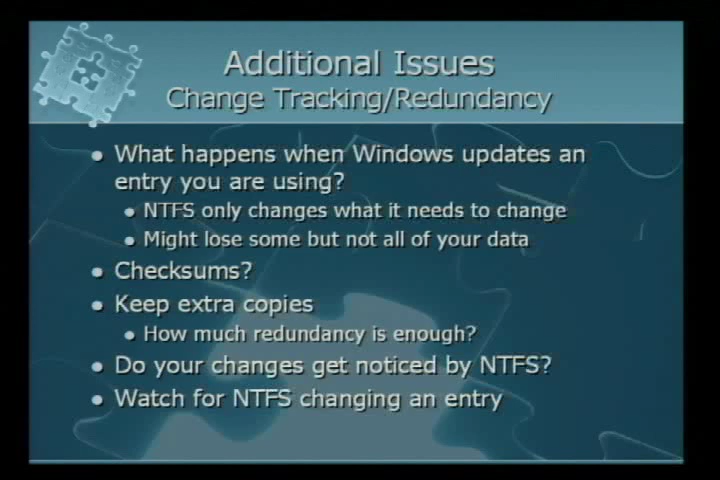 Additional Issues
Change Tracking/Redundancy
What happens when Windows updates an
entry you are using?
NTFS only changes what it needs to change
Might lose some but not all of your data
Checksums?
Keep extra copies
How much redundancy is enough?
Do your changes get noticed by NTFS?
Watch for NTFS changing an entry